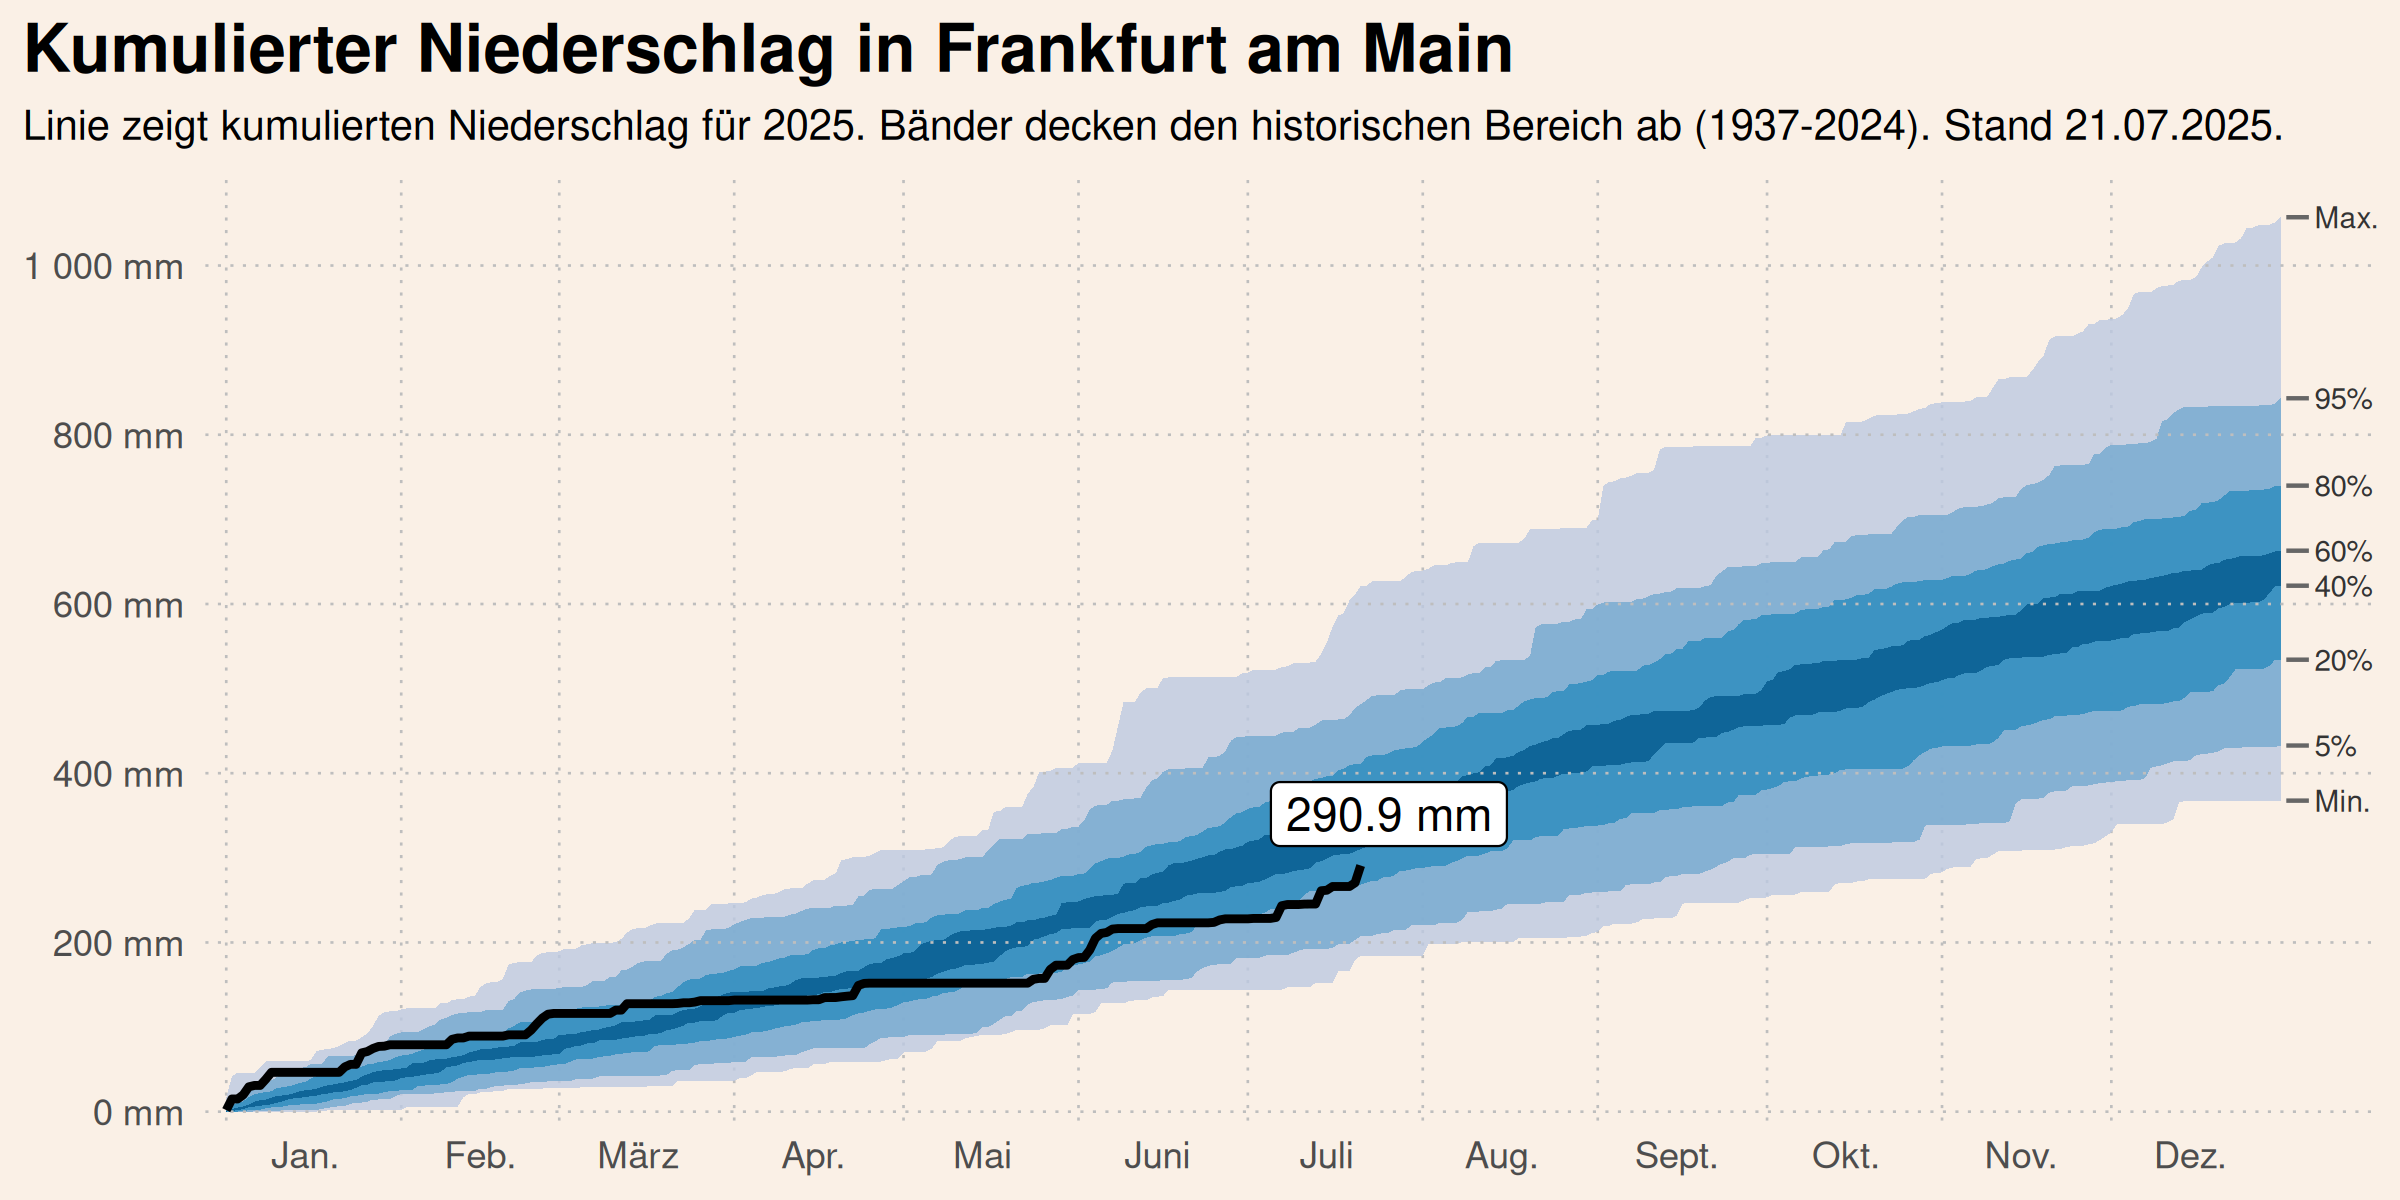 Kumulierter Niederschlag in Frankfurt am Main
Linie zeigt kumulierten Niederschlag für 2025. Bänder decken den historischen Bereich ab (1937-2024). Stand 21.07.2025.
Max.
1 000 mm
95%
800 mm
80%
60%
40%
600 mm
20%
5%
400 mm
Min.
290.9 mm
200 mm
0 mm
Jan. Feb. März Apr. Mai Juni Juli Aug. Sept. Okt. Nov. Dez.